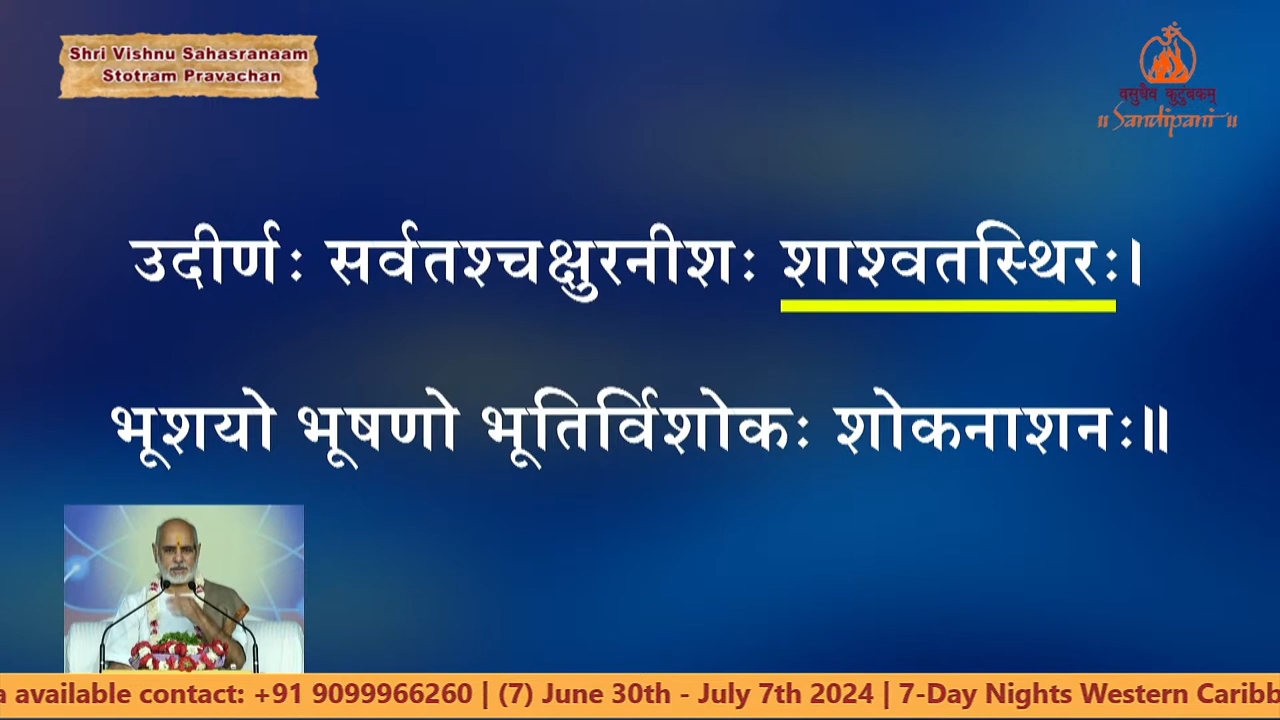 Shri Vishnu Sahasranaam
Stotram Pravachan
ॐ
वसुधैव कुटुंबकम्
॥ Sandipani ॥
उदीर्णः सर्वतश्चक्षुरनीशः शाश्वतस्थिरः।
भूशयो भूषणो भूतिर्विशोकः शोकनाशनः॥
a available contact: +91 9099966260 | (7) June 30th - July 7th 2024 | 7-Day Nights Western Caribb